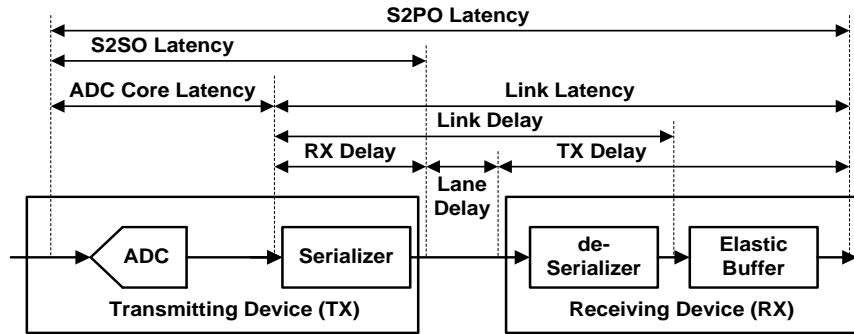 S2PO Latency
S2SO Latency
ADC Core Latency
Link Latency
Link Delay
RX Delay
TX Delay
Lane
Delay
ADC
Serializer
de-
Serializer
Elastic
Buffer
Transmitting Device (TX)
Receiving Device (RX)